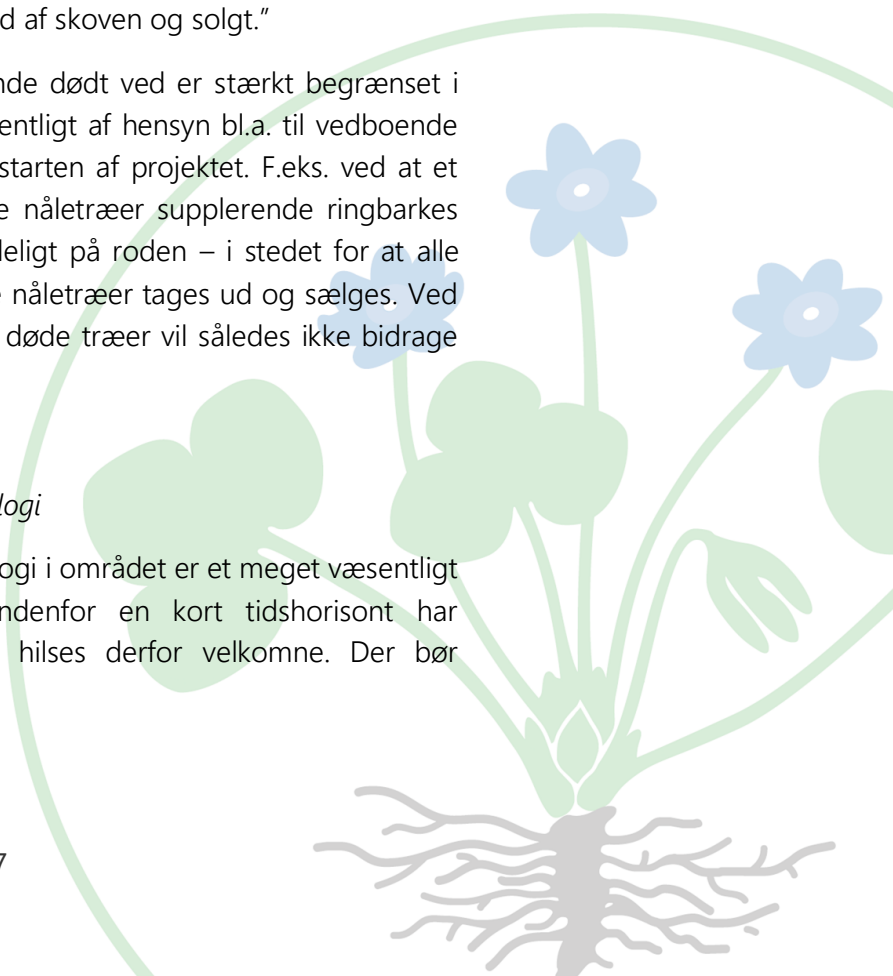 d af skoven og solgt.”
nde dødt ved er stærkt begrænset i
entligt af hensyn bl.a. til vedboende
starten af projektet. F.eks. ved at et
e nåletræer supplerende ringbarkes
leligt på roden – i stedet for at alle
e nåletræer tages ud og sælges. Ved
døde træer vil således ikke bidrage
logi
ogi i området er et meget væsentligt
ndenfor en kort tidshorisont har
hilses derfor velkomne. Der bør
7